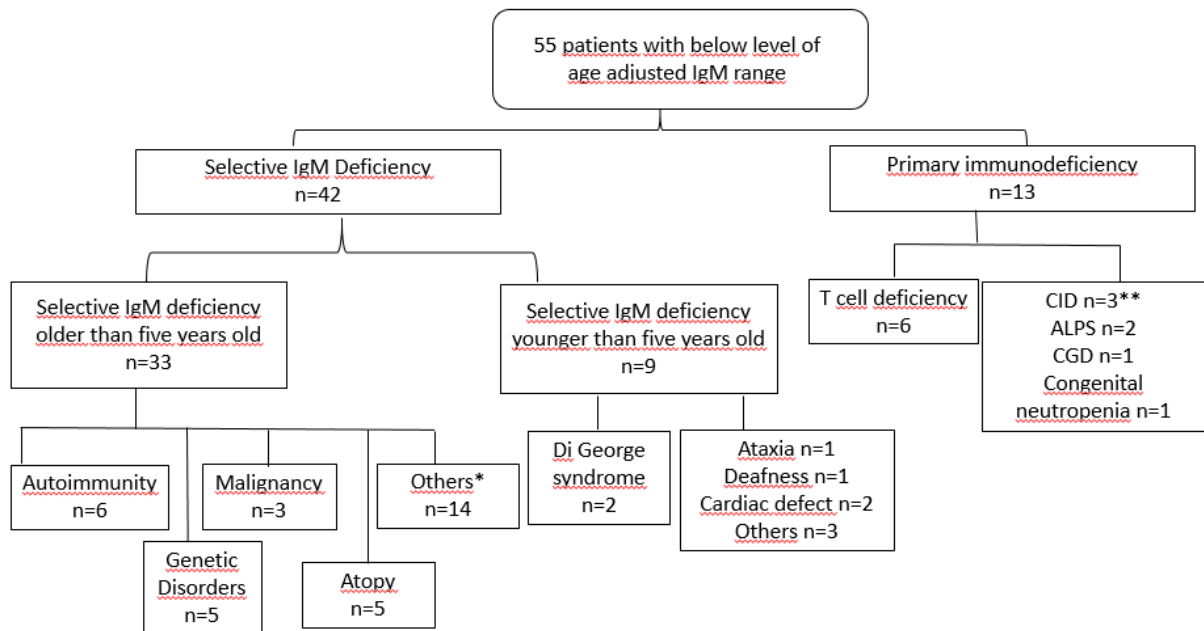 55 patients with below level of
age adjusted IgM range
Selective IgM Deficiency
n=42
Primary immunodeficiency
n=13
Selective IgM deficiency
older than five years old
n=33
Selective IgM deficiency
younger than five years old
n=9
T cell deficiency
n=6
CID n=3**
ALPS n=2
CGD n=1
Congenital
neutropenia n=1
Autoimmunity
n=6
Genetic
Disorders
n=5
Malignancy
n=3
Atopy
n=5
Others*
n=14
Di George
syndrome
n=2
Ataxia n=1
Deafness n=1
Cardiac defect n=2
Others n=3